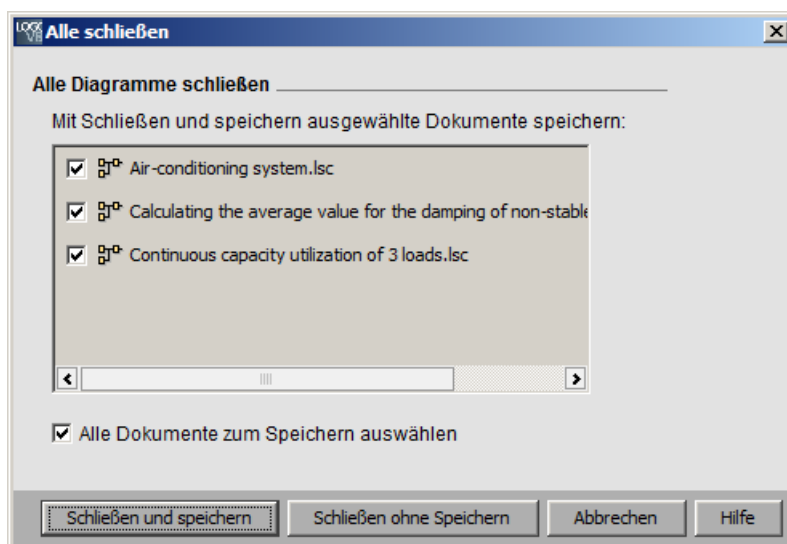 Alle schließen
Alle Diagramme schließen
Mit Schließen und speichern ausgewählte Dokumente speichern:
Air-conditioning system.lsc
Calculating the average value for the damping of non-stable
Continuous capacity utilization of 3 loads.lsc
Alle Dokumente zum Speichern auswählen
Schließen und speichern Schließen ohne Speichern Abbrechen Hilfe